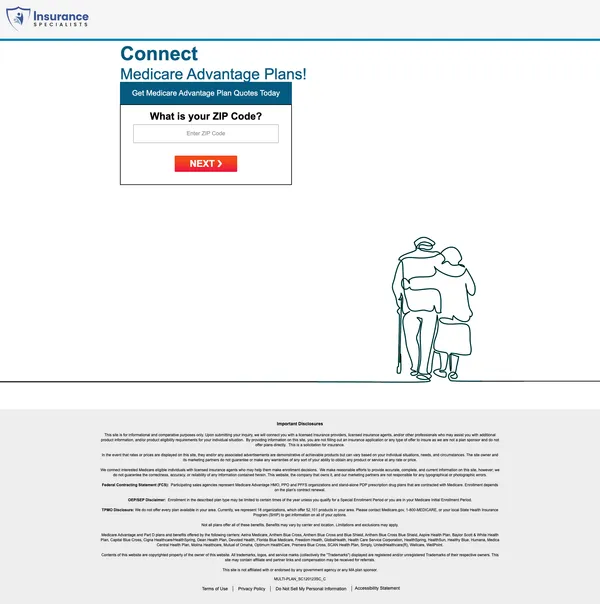 Insurance
SPECIALISTS
Connect
Medicare Advantage Plans!
Get Medicare Advantage Plan Quotes Today
What is your ZIP Code?
Enter ZIP Code
NEXT ❯
Important Disclosures
This site is for informational and comparative purposes only. Upon submitting your inquiry, we will connect you with a licensed insurance providers, licensed insurance agents, and/or other professionals who may assist you with additional
product information, and/or product eligibility requirements for your individual situation. By providing information on this site, you are not filling out an insurance application or any type of offer to insure as we are not a plan sponsor and do not
offer plans directly. This is a solicitation for insurance.
In the event that rates or prices are displayed on this site, they and/or any associated advertisements are demonstrations of achievable products but can vary based on your individual situations, needs, and circumstances. The site owner and
its marketing partners do not guarantee or make any warranties of any sort of your ability to obtain any product or service at any rate or price.
We connect interested Medicare eligible individuals with licensed insurance agents who may help them make enrollment decisions. We make reasonable efforts to provide accurate, complete, and current information on this site, however; we
do not guarantee the correctness, accuracy, or reliability of any information contained herein. This website, the company that owns it, and our marketing partners are not responsible for any typographical or photographic errors.
Federal Contracting Statement (FCS): Participating sales agencies represent Medicare Advantage HMO, PPO and PFFS organizations and stand-alone PDP prescription drug plans that are contracted with Medicare. Enrollment depends
on the plan's contract renewal.
OEP/SEP Disclaimer: Enrollment in the described plan type may be limited to certain times of the year unless you qualify for a Special Enrollment Period or you are in your Medicare Initial Enrollment Period.
TPMO Disclosure: We do not offer every plan available in your area. Currently, we represent 18 organizations, which offer 52,101 products in your area. Please contact Medicare.gov, 1-800-MEDICARE, or your local State Health Insurance
Program (SHIP) to get information on all of your options.
Not all plans offer all of these benefits. Benefits may vary by carrier and location. Limitations and exclusions may apply.
Medicare Advantage and Part D plans and benefits offered by the following carriers: Aetna Medicare, Anthem Blue Cross, Anthem Blue Cross and Blue Shield, Anthem Blue Cross Blue Shield, Aspire Health Plan, Baylor Scott & White Health
Plan, Capital Blue Cross, Cigna Healthcare/HealthSpring, Dean Health Plan, Devoted Health, Florida Blue Medicare, Freedom Health, GlobalHealth, Health Care Service Corporation, HealthSpring, HealthSun, Healthy Blue, Humana, Medica
Central Health Plan, Molina Healthcare, Mutual of Omaha, Optimum HealthCare, Premera Blue Cross, SCAN Health Plan, Simply, UnitedHealthcare(R), Wellcare, WellPoint.
Contents of this website are copyrighted property of the owner of this website. All trademarks, logos, and service marks (collectively the "Trademarks") displayed are registered and/or unregistered Trademarks of their respective owners. This
site may contain affiliate and partner links and compensation may be received for referrals.
This site is not affiliated with or endorsed by any government agency or any MA plan sponsor.
MULTI-PLAN_BC120123SC_C
Terms of Use | Privacy Policy | Do Not Sell My Personal Information | Accessibility Statement